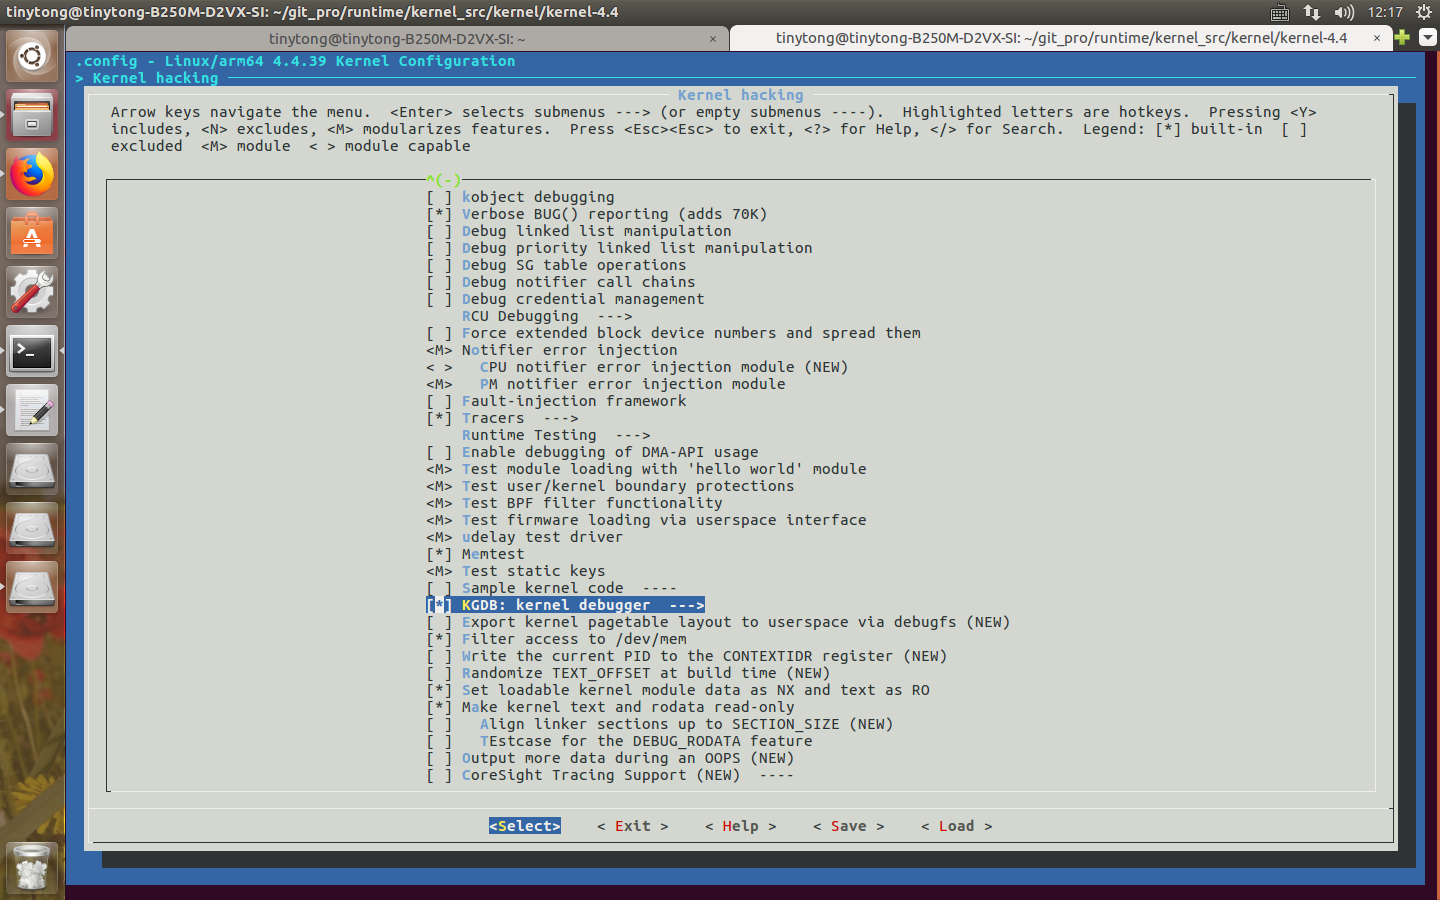 tinytong@tinytong-B250M-D2VX-SI: ~/git_pro/runtime/kernel_src/kernel/kernel-4.4 12:17
tinytong@tinytong-B250M-D2VX-SI: ~ × tinytong@tinytong-B250M-D2VX-SI: ~/git_pro/runtime/kernel_src/kernel/kernel-4.4 ×
.config - Linux/arm64 4.4.39 Kernel Configuration
> Kernel hacking
Kernel hacking
Arrow keys navigate the menu.  <Enter> selects submenus ---> (or empty submenus ----).  Highlighted letters are hotkeys.  Pressing <Y>
includes, <N> excludes, <M> modularizes features.  Press <Esc><Esc> to exit, <?> for Help, </> for Search.  Legend: [*] built-in  [ ]
excluded  <M> module  < > module capable
^(-)
[ ] kobject debugging
[*] Verbose BUG() reporting (adds 70K)
[ ] Debug linked list manipulation
[ ] Debug priority linked list manipulation
[ ] Debug SG table operations
[ ] Debug notifier call chains
[ ] Debug credential management
RCU Debugging  --->
[ ] Force extended block device numbers and spread them
<M> Notifier error injection
< >   CPU notifier error injection module (NEW)
<M>   PM notifier error injection module
[ ] Fault-injection framework
[*] Tracers  --->
Runtime Testing  --->
[ ] Enable debugging of DMA-API usage
<M> Test module loading with 'hello world' module
<M> Test user/kernel boundary protections
<M> Test BPF filter functionality
<M> Test firmware loading via userspace interface
<M> udelay test driver
[*] Memtest
<M> Test static keys
[ ] Sample kernel code  ----
[*] KGDB: kernel debugger  --->
[ ] Export kernel pagetable layout to userspace via debugfs (NEW)
[*] Filter access to /dev/mem
[ ] Write the current PID to the CONTEXTIDR register (NEW)
[ ] Randomize TEXT_OFFSET at build time (NEW)
[*] Set loadable kernel module data as NX and text as RO
[*] Make kernel text and rodata read-only
[ ]   Align linker sections up to SECTION_SIZE (NEW)
[ ]   TEstcase for the DEBUG_RODATA feature
[ ] Output more data during an OOPS (NEW)
[ ] CoreSight Tracing Support (NEW)  ----
<Select>    < Exit >    < Help >    < Save >    < Load >